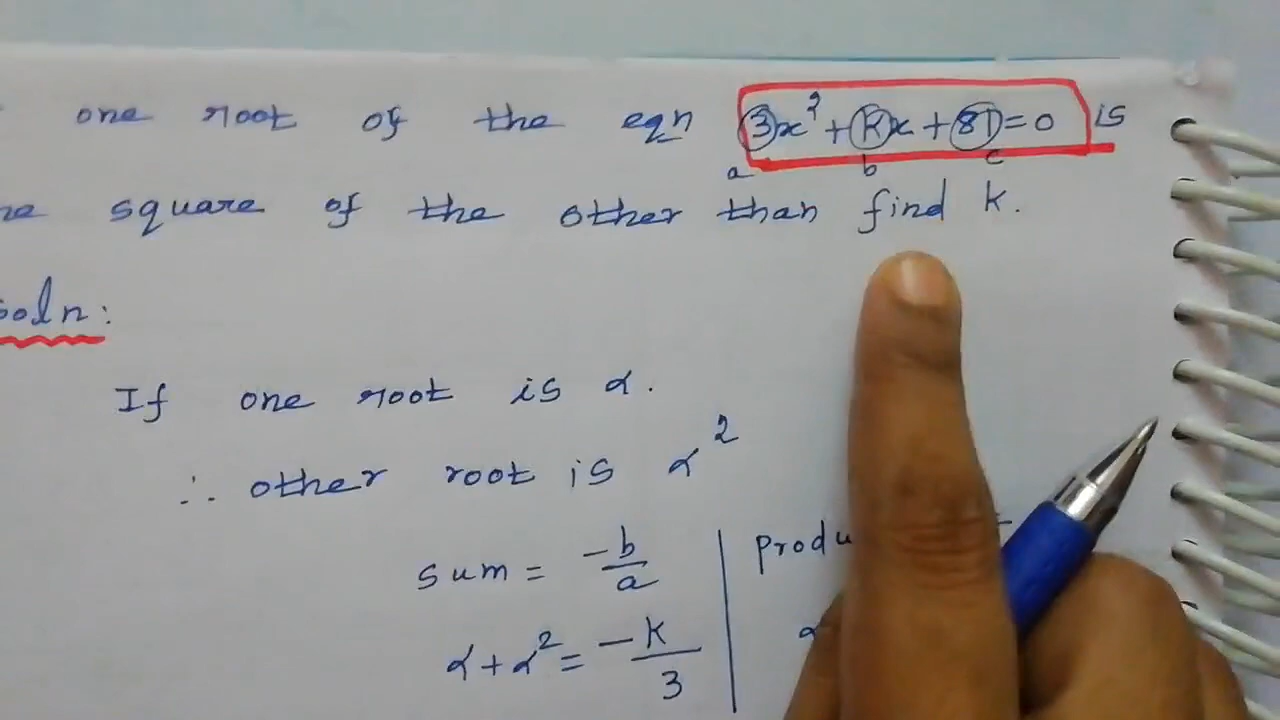 one root of the eqn 3x² + kx + 81 = 0 is
a b c
square of the other than find k.
soln:
If one root is α.
∴ other root is α²
sum = -b/a
α + α² = -k/3